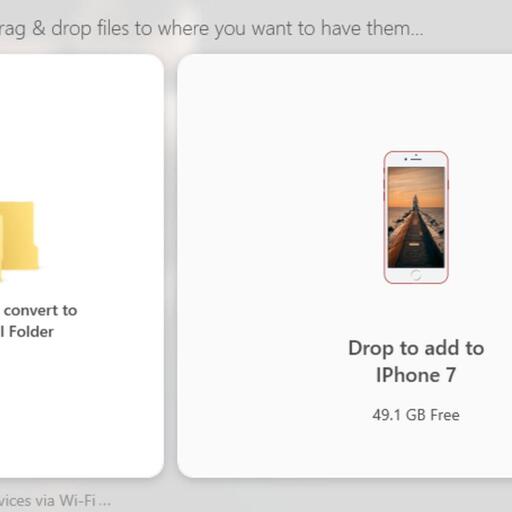 rag & drop files to where you want to have them...
convert to
Folder
Drop to add to
IPhone 7
49.1 GB Free
vices via Wi-Fi ...